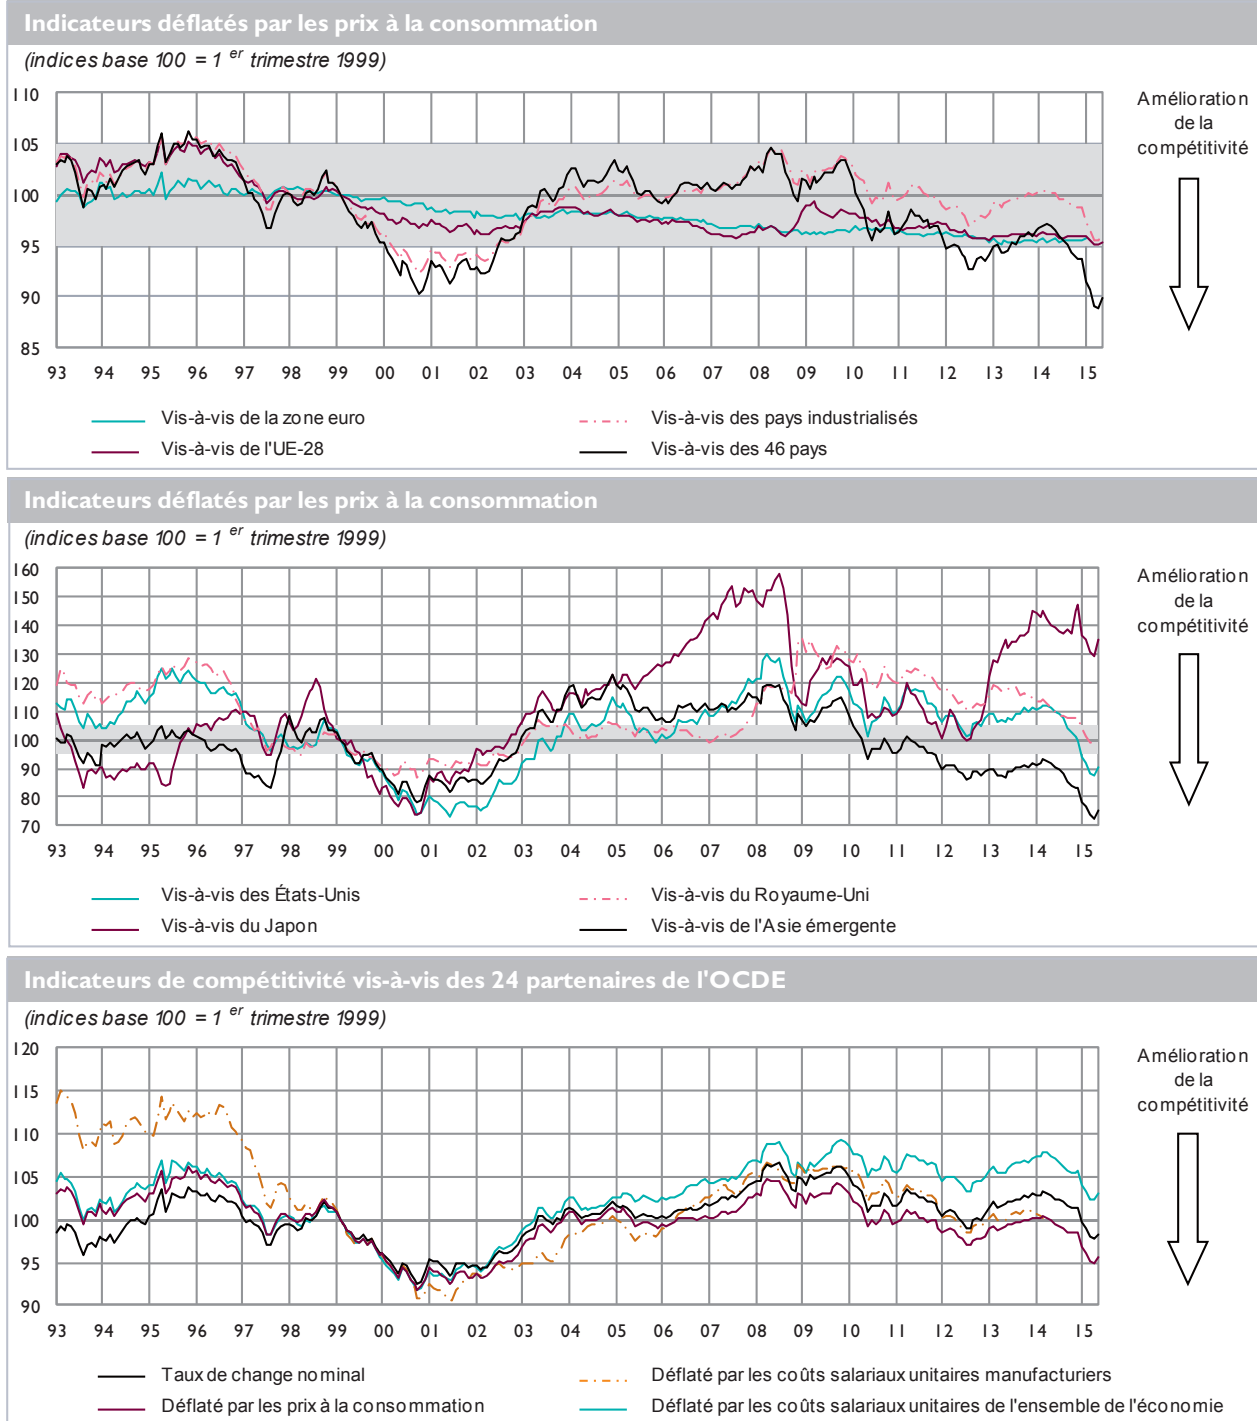 Indicateurs déflatés par les prix à la consommation
(indices base 100 = 1 er trimestre 1999)
110
105
100
95
90
85
93 94 95 96 97 98 99 00 01 02 03 04 05 06 07 08 09 10 11 12 13 14 15
Amélioration
de la
compétitivité
Vis-à-vis de la zone euro
Vis-à-vis des pays industrialisés
Vis-à-vis de l'UE-28
Vis-à-vis des 46 pays
Indicateurs déflatés par les prix à la consommation
(indices base 100 = 1 er trimestre 1999)
160
150
140
130
120
110
100
90
80
70
93 94 95 96 97 98 99 00 01 02 03 04 05 06 07 08 09 10 11 12 13 14 15
Amélioration
de la
compétitivité
Vis-à-vis des États-Unis
Vis-à-vis du Royaume-Uni
Vis-à-vis du Japon
Vis-à-vis de l'Asie émergente
Indicateurs de compétitivité vis-à-vis des 24 partenaires de l'OCDE
(indices base 100 = 1 er trimestre 1999)
120
115
110
105
100
95
90
93 94 95 96 97 98 99 00 01 02 03 04 05 06 07 08 09 10 11 12 13 14 15
Amélioration
de la
compétitivité
Taux de change nominal
Déflaté par les coûts salariaux unitaires manufacturiers
Déflaté par les prix à la consommation
Déflaté par les coûts salariaux unitaires de l'ensemble de l'économie